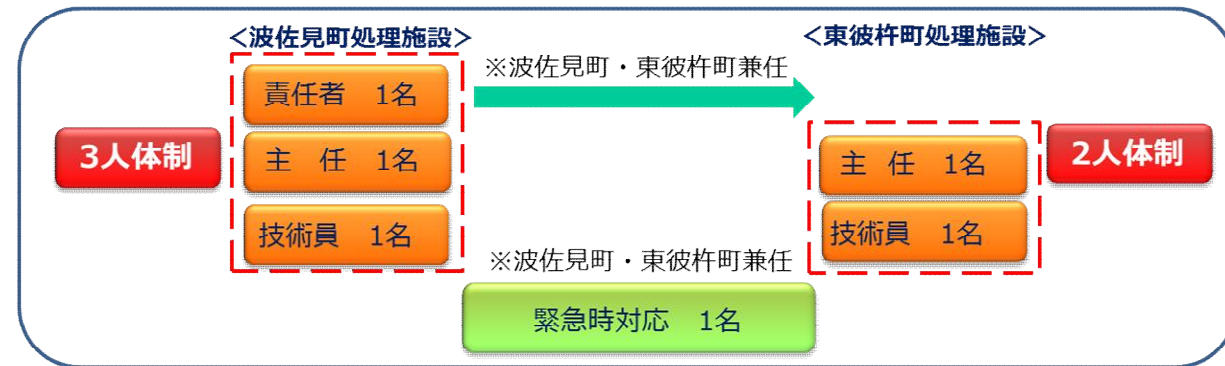 <波佐見町処理施設>
<東彼杵町処理施設>
※波佐見町・東彼杵町兼任
責任者 1名
3人体制
主 任 1名
技術員 1名
主 任 1名
2人体制
技術員 1名
※波佐見町・東彼杵町兼任
緊急時対応 1名